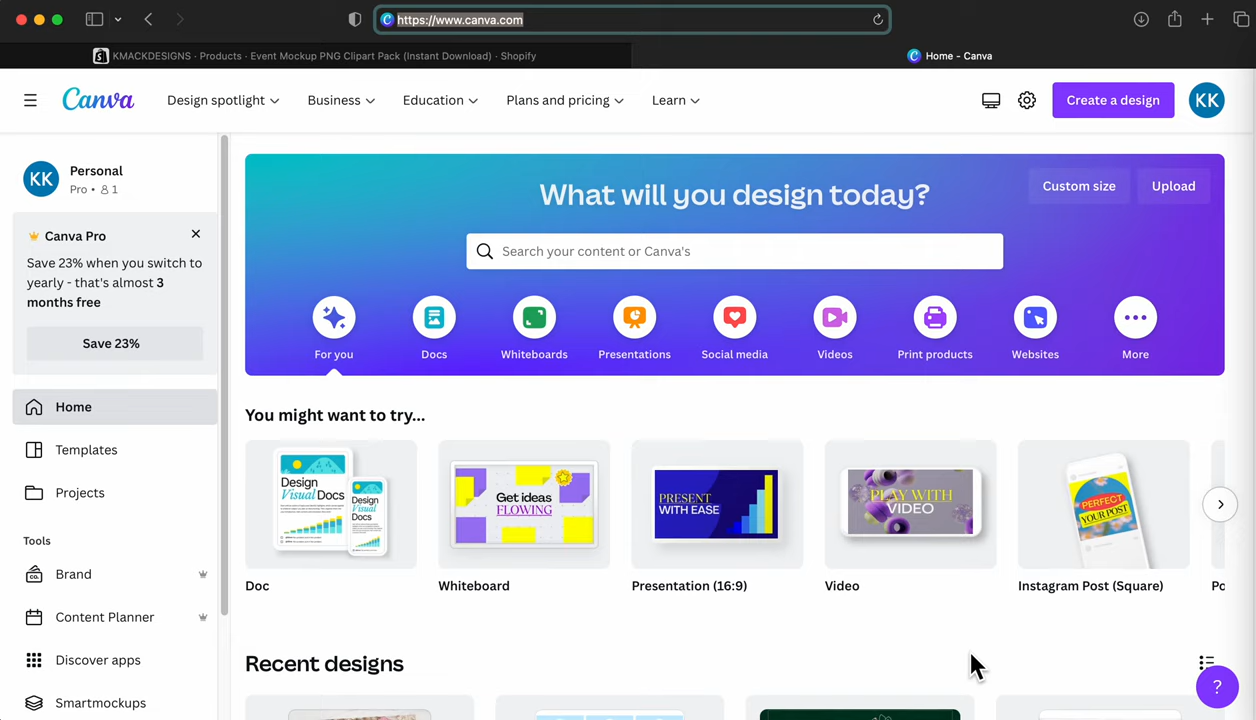 https://www.canva.com
KMACKDESIGNS · Products · Event Mockup PNG Clipart Pack (Instant Download) · Shopify
Home - Canva
Canva
Design spotlight
Business
Education
Plans and pricing
Learn
Create a design
KK
KK
Personal
Pro • 1
Canva Pro
Save 23% when you switch to
yearly - that's almost 3
months free
Save 23%
Home
Templates
Projects
Tools
Brand
CO.
Content Planner
Discover apps
Smartmockups
What will you design today?
Custom size
Upload
Search your content or Canva's
For you
Docs
Whiteboards
Presentations
Social media
Videos
Print products
Websites
More
You might want to try...
Design
Visual Docs
Design
Visual Docs
Get ideas
FLOWING
PRESENT
WITH EASE
PLAY WITH
VIDEO
PERFECT
YOUR POST
Doc
Whiteboard
Presentation (16:9)
Video
Instagram Post (Square)
Po
Recent designs
?